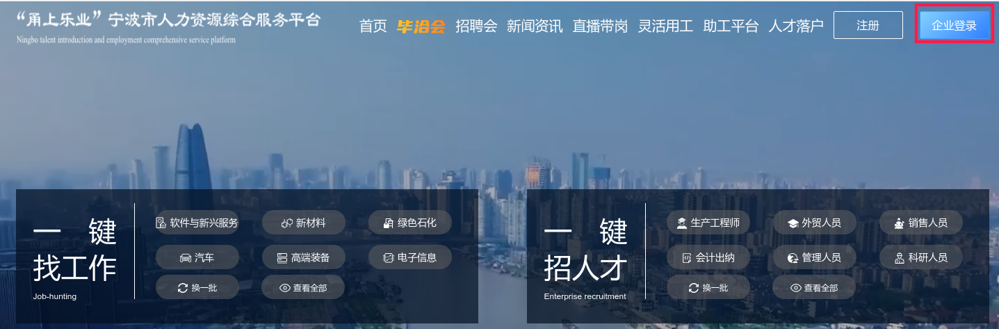 “甬上乐业”宁波市人力资源综合服务平台
Ningbo talent introduction and employment comprehensive service platform
首页 毕洽会 招聘会 新闻资讯 直播带岗 灵活用工 助工平台 人才落户 注册 企业登录
一 键
找工作
Job-hunting
软件与新兴服务 新材料 绿色石化
汽车 高端装备 电子信息
换一批 查看全部
一 键
招人才
Enterprise recruitment
生产工程师 外贸人员 销售人员
会计出纳 管理人员 科研人员
换一批 查看全部